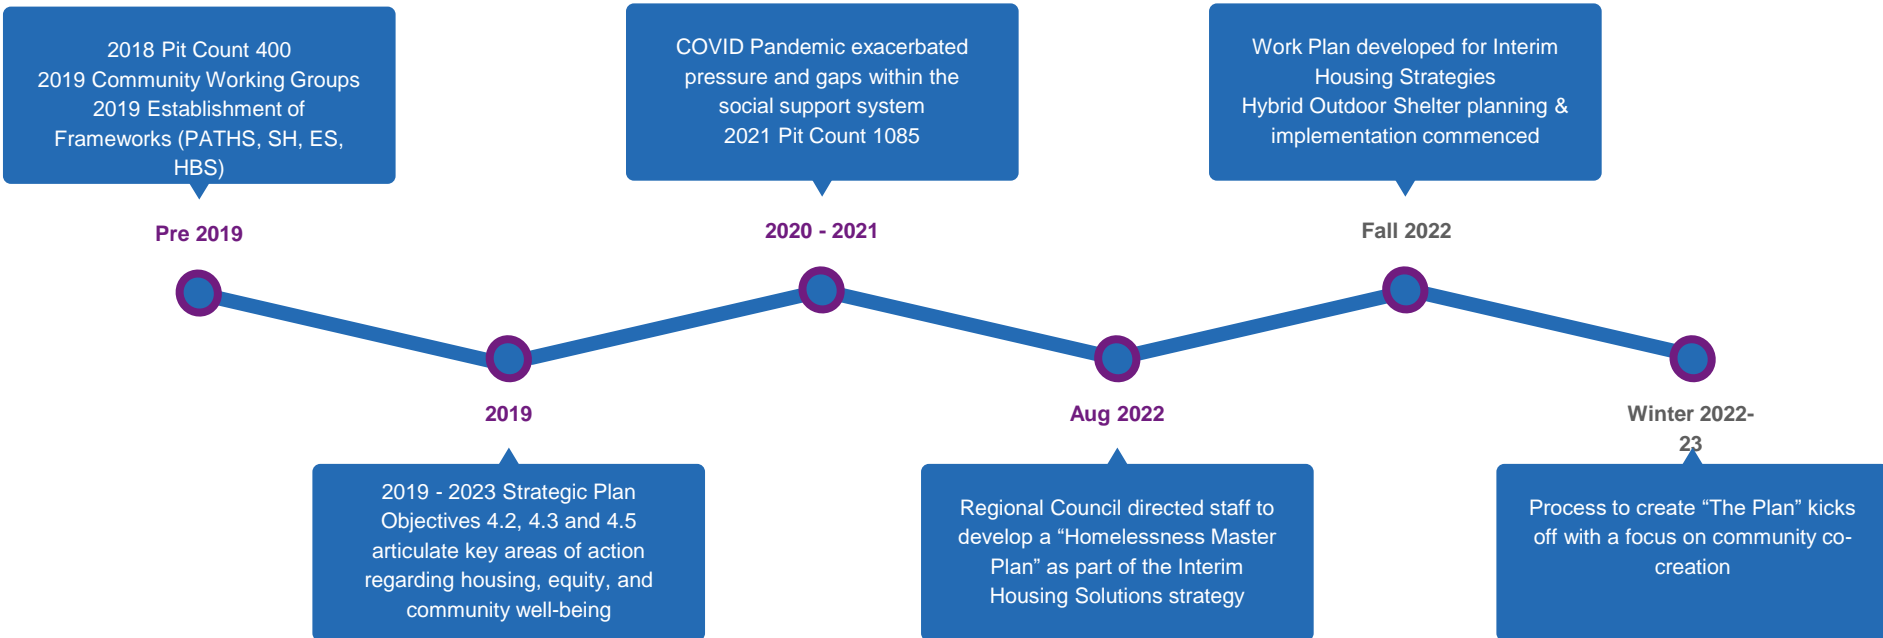 2018 Pit Count 400
2019 Community Working Groups
2019 Establishment of
Frameworks (PATHS, SH, ES,
HBS)
Pre 2019
2019
2019 - 2023 Strategic Plan
Objectives 4.2, 4.3 and 4.5
articulate key areas of action
regarding housing, equity, and
community well-being
COVID Pandemic exacerbated
pressure and gaps within the
social support system
2021 Pit Count 1085
2020 - 2021
Aug 2022
Regional Council directed staff to
develop a “Homelessness Master
Plan” as part of the Interim
Housing Solutions strategy
Work Plan developed for Interim
Housing Strategies
Hybrid Outdoor Shelter planning &
implementation commenced
Fall 2022
Winter 2022-
23
Process to create “The Plan” kicks
off with a focus on community co-
creation